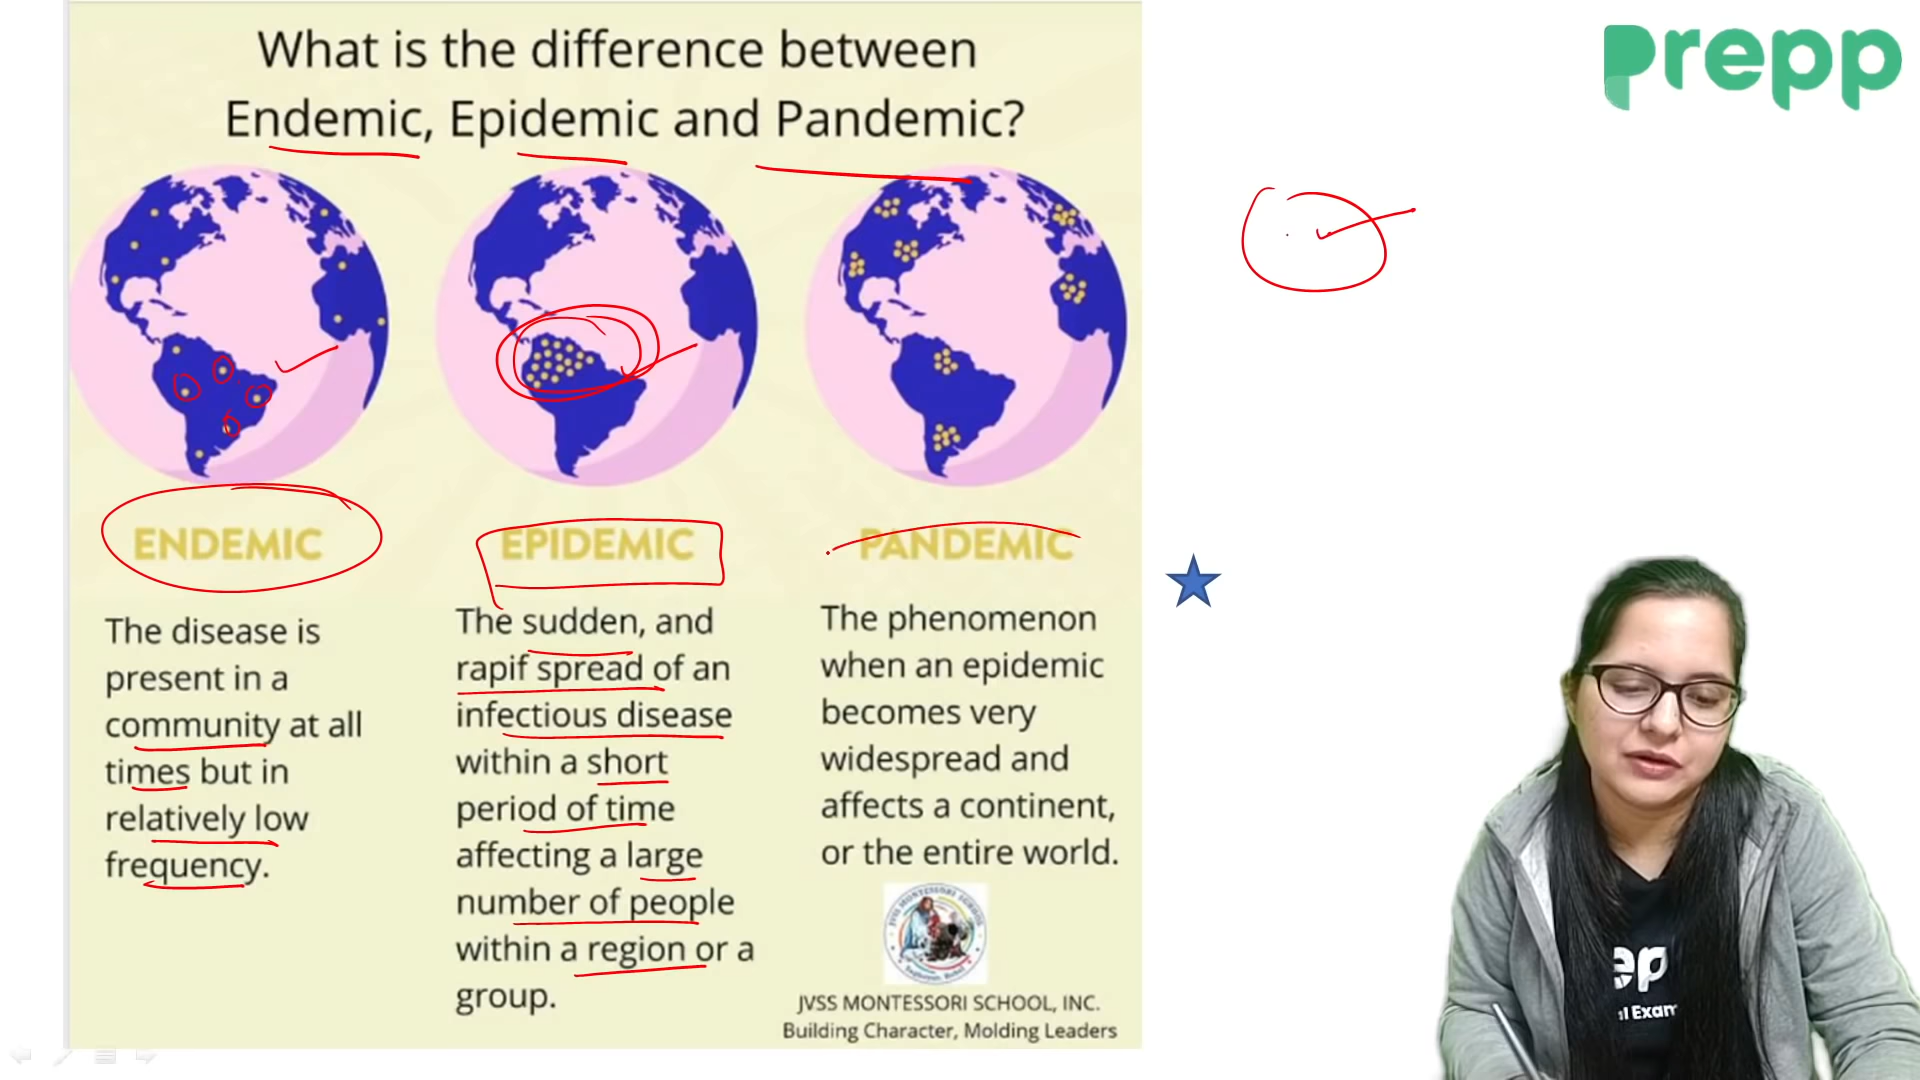 What is the difference between
Endemic, Epidemic and Pandemic?
prepp
ENDEMIC
The disease is
present in a
community at all
times but in
relatively low
frequency.
EPIDEMIC
The sudden, and
rapif spread of an
infectious disease
within a short
period of time
affecting a large
number of people
within a region or a
group.
PANDEMIC
The phenomenon
when an epidemic
becomes very
widespread and
affects a continent,
or the entire world.
JVSS MONTESSORI SCHOOL, INC.
Building Character, Molding Leaders
ep
l Exam